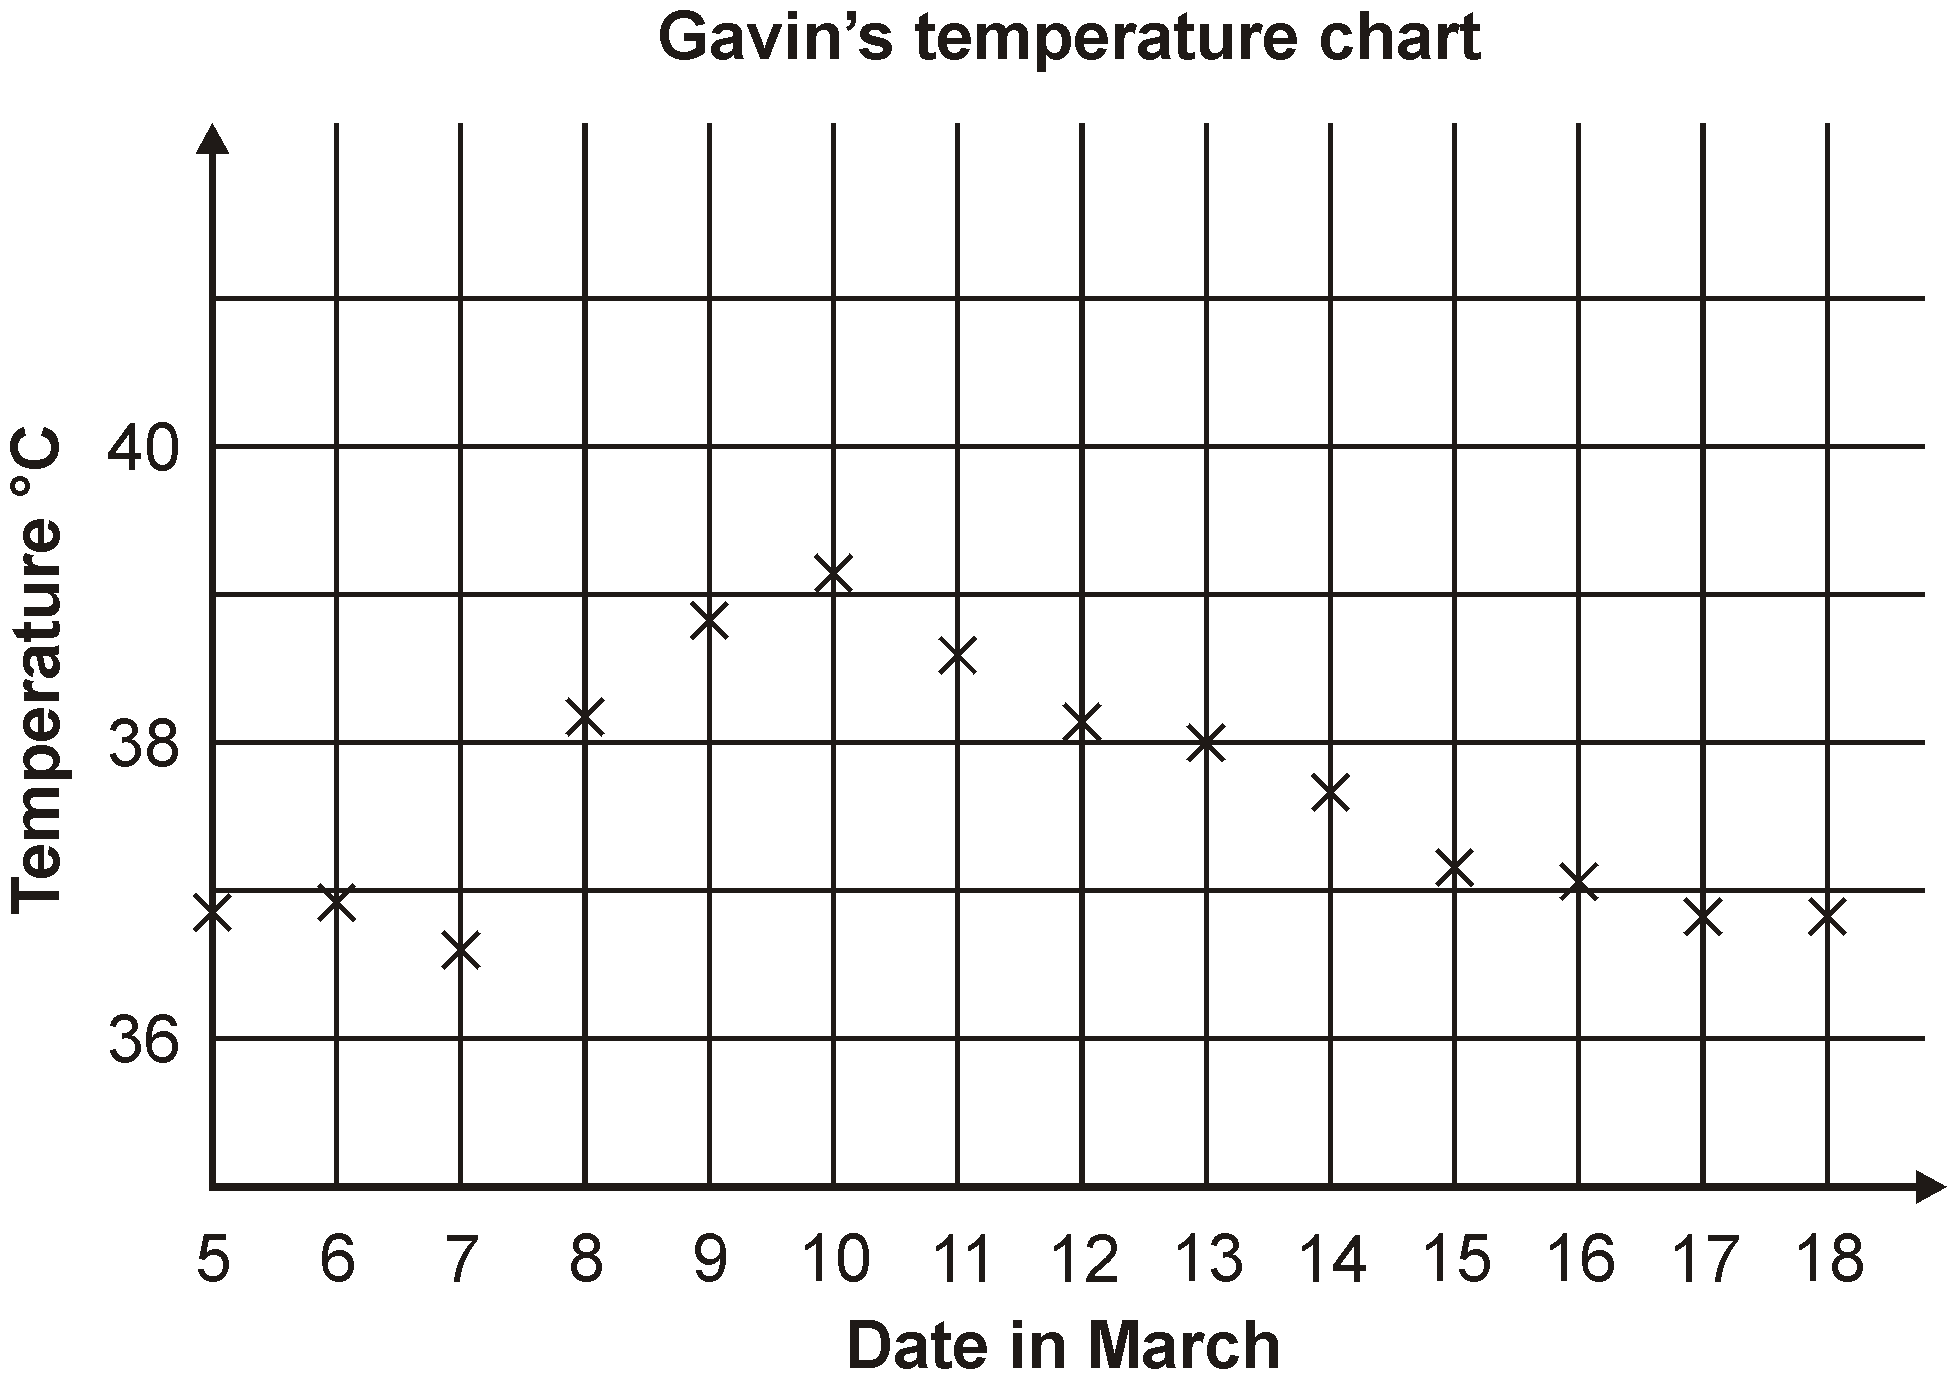 Gavin’s temperature chart
Temperature °C
40
38
36
5 6 7 8 9 10 11 12 13 14 15 16 17 18
Date in March